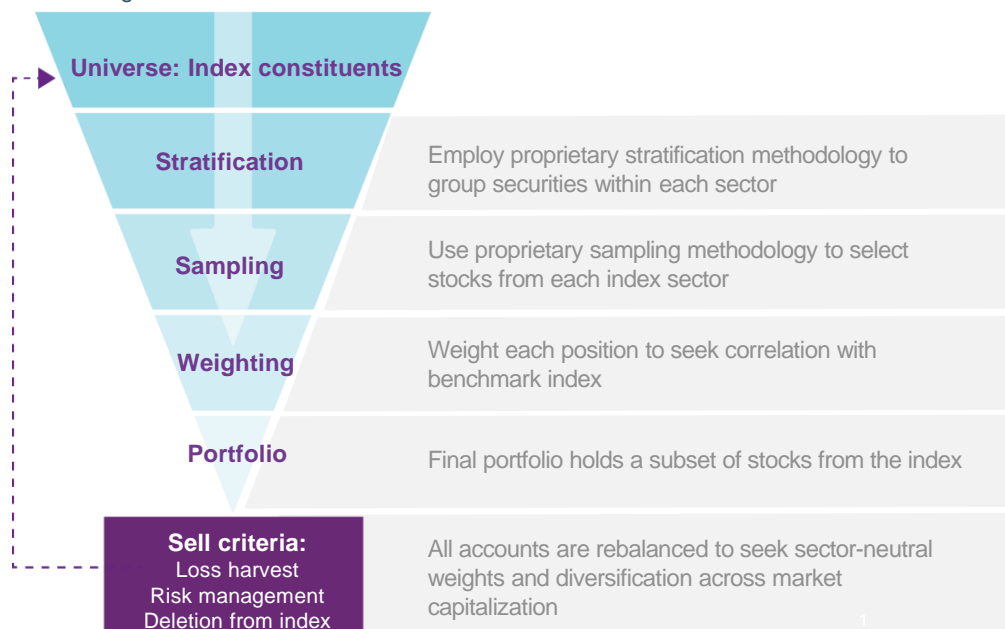 Universe: Index constituents
Stratification
Employ proprietary stratification methodology to
group securities within each sector
Sampling
Use proprietary sampling methodology to select
stocks from each index sector
Weighting
Weight each position to seek correlation with
benchmark index
Portfolio
Final portfolio holds a subset of stocks from the index
Sell criteria:
Loss harvest
Risk management
Deletion from index
All accounts are rebalanced to seek sector-neutral
weights and diversification across market
capitalization
1